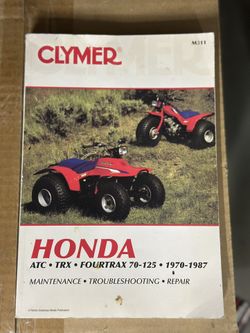 M311
CLYMER
HONDA
ATC • TRX • FOURTRAX 70-125 • 1970-1987
MAINTENANCE • TROUBLESHOOTING • REPAIR